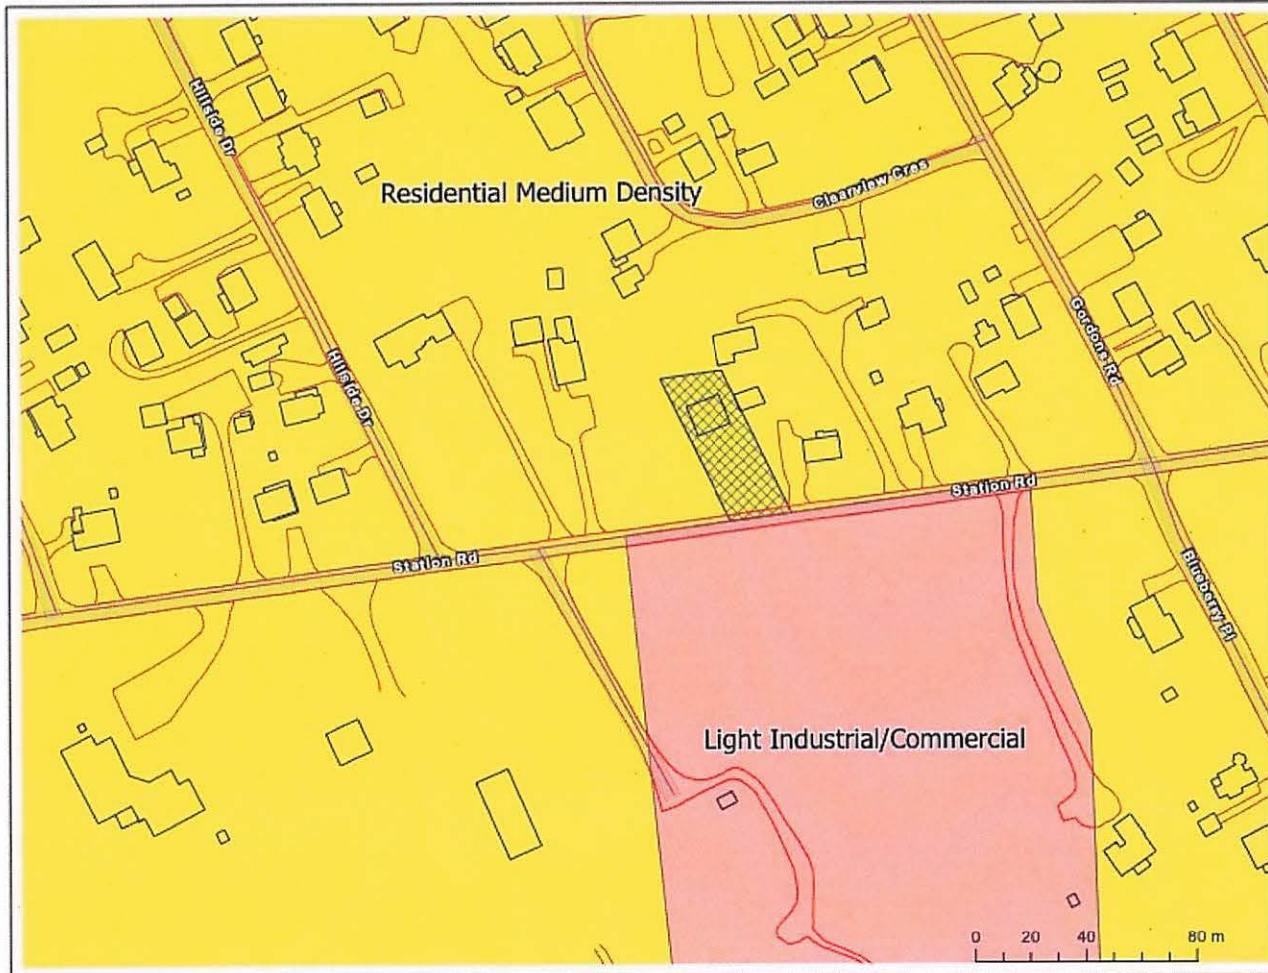 Hillside Dr
Residential Medium Density
Clearview Cres
Gordons Rd
Hillside Dr
Station Rd
Station Rd
Blueberry Pl
Light Industrial/Commercial
0 20 40 80 m